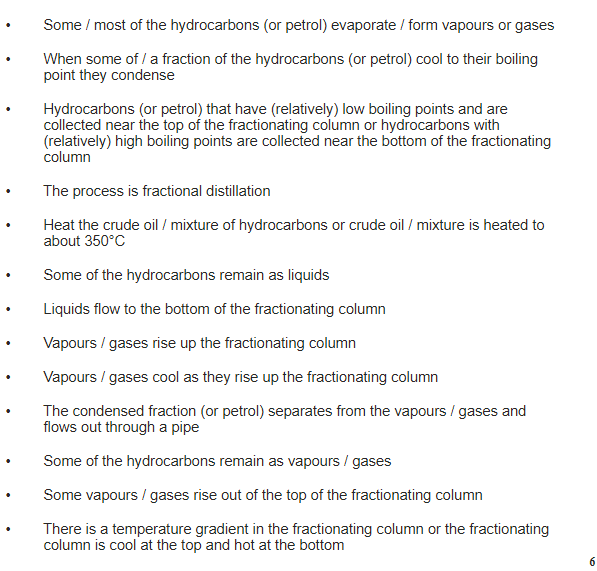 • Some / most of the hydrocarbons (or petrol) evaporate / form vapours or gases
• When some of / a fraction of the hydrocarbons (or petrol) cool to their boiling
point they condense
• Hydrocarbons (or petrol) that have (relatively) low boiling points and are
collected near the top of the fractionating column or hydrocarbons with
(relatively) high boiling points are collected near the bottom of the fractionating
column
• The process is fractional distillation
• Heat the crude oil / mixture of hydrocarbons or crude oil / mixture is heated to
about 350°C
• Some of the hydrocarbons remain as liquids
• Liquids flow to the bottom of the fractionating column
• Vapours / gases rise up the fractionating column
• Vapours / gases cool as they rise up the fractionating column
• The condensed fraction (or petrol) separates from the vapours / gases and
flows out through a pipe
• Some of the hydrocarbons remain as vapours / gases
• Some vapours / gases rise out of the top of the fractionating column
• There is a temperature gradient in the fractionating column or the fractionating
column is cool at the top and hot at the bottom
6